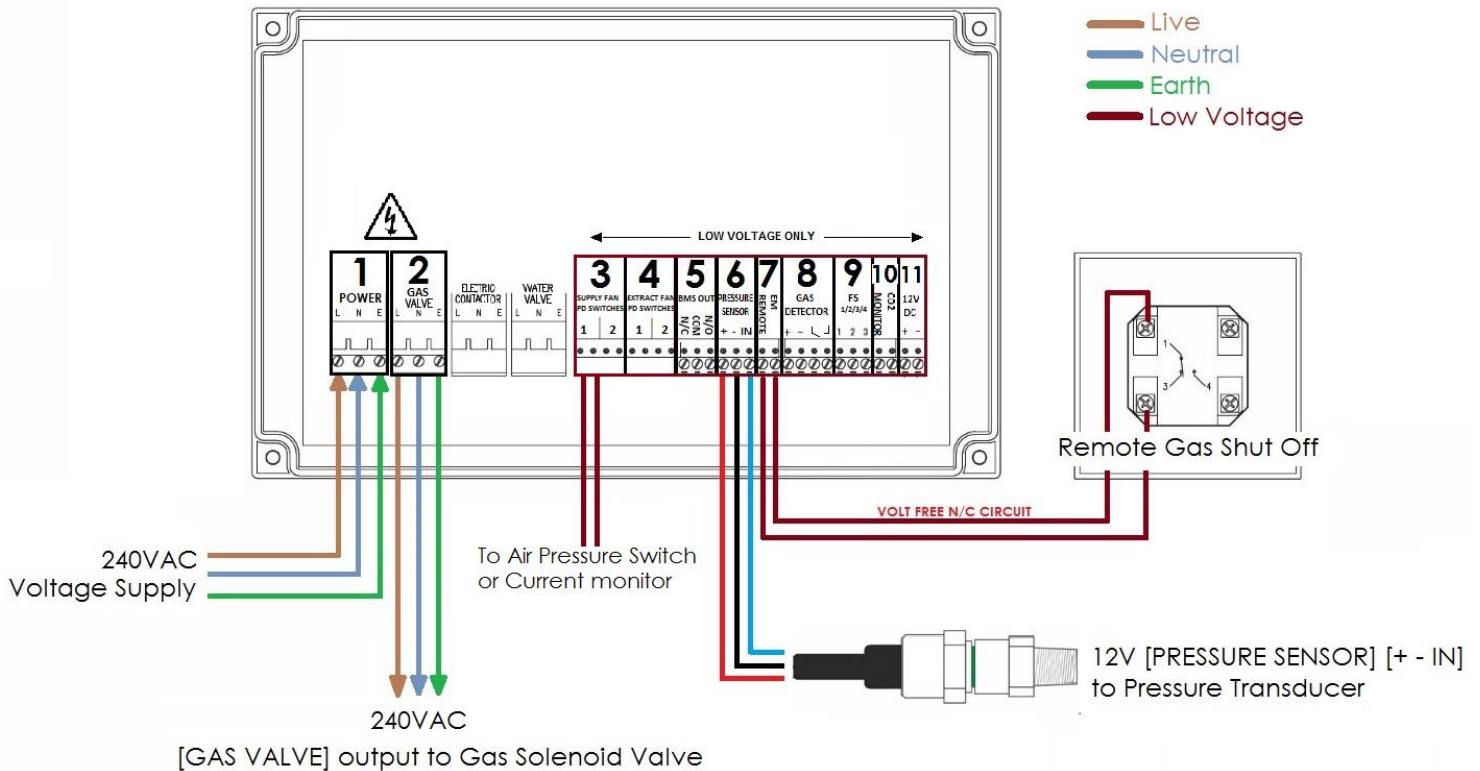 Live
Neutral
Earth
Low Voltage
LOW VOLTAGE ONLY
1
POWER
L N E
2
GAS
VALVE
L N E
ELECTRIC
CONTACTOR
L N E
WATER
VALVE
L N E
3
SUPPLY FAN
PD SWITCHES
1 2
4
EXTRACT FAN
PD SWITCHES
1 2
5
BMS OUT
N/C
COM
N/O
6
PRESSURE
SENSOR
+ - IN
7
EM
REMOTE
8
GAS
DETECTOR
+ -
9
FS
1/2/3/4
1 2 3
10
CO2
MONITOR
11
12V
DC
+ -
1
3
4
Remote Gas Shut Off
VOLT FREE N/C CIRCUIT
240VAC
Voltage Supply
To Air Pressure Switch
or Current monitor
12V [PRESSURE SENSOR] [+ - IN]
to Pressure Transducer
240VAC
[GAS VALVE] output to Gas Solenoid Valve